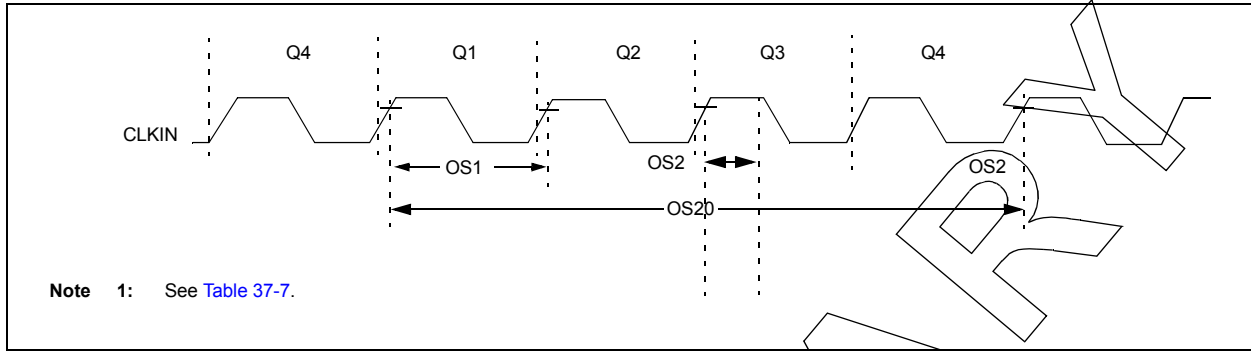 Q4 Q1 Q2 Q3 Q4
CLKIN
OS1 OS2 OS2
OS20
Note 1: See Table 37-7.
R Y